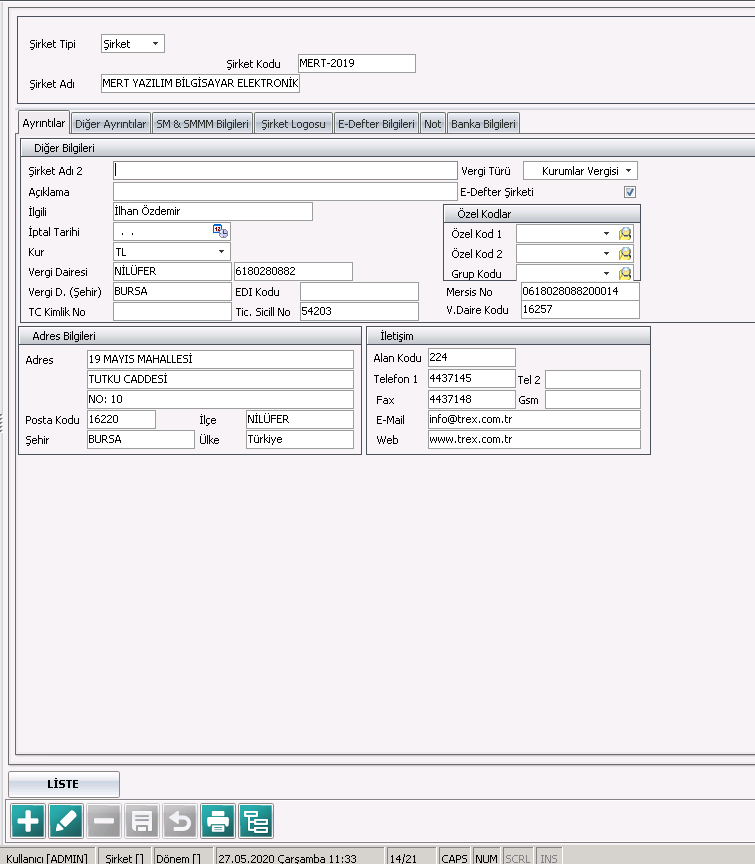 Şirket Tipi Şirket
Şirket Kodu MERT-2019
Şirket Adı MERT YAZILIM BİLGİSAYAR ELEKTRONİK
Ayrıntılar Diğer Ayrıntılar SM & SMMM Bilgileri Şirket Logosu E-Defter Bilgileri Not Banka Bilgileri
Diğer Bilgileri
Şirket Adı 2 Vergi Türü Kurumlar Vergisi
Açıklama E-Defter Şirketi
İlgili İlhan Özdemir
Özel Kodlar
İptal Tarihi . .
Özel Kod 1
Kur TL
Özel Kod 2
Vergi Dairesi NİLÜFER 6180280882
Grup Kodu
Vergi D. (Şehir) BURSA EDI Kodu
Mersis No 0618028088200014
TC Kimlik No Tic. Sicill No 54203
V.Daire Kodu 16257
Adres Bilgileri
Adres 19 MAYIS MAHALLESİ
TUTKU CADDESİ
NO: 10
Posta Kodu 16220 İlçe NİLÜFER
Şehir BURSA Ülke Türkiye
İletişim
Alan Kodu 224
Telefon 1 4437145 Tel 2
Fax 4437148 Gsm
E-Mail info@trex.com.tr
Web www.trex.com.tr
LİSTE
Kullanıcı [ADMIN] Şirket [] Dönem [] 27.05.2020 Çarşamba 11:33 14/21 CAPS NUM SCRL INS